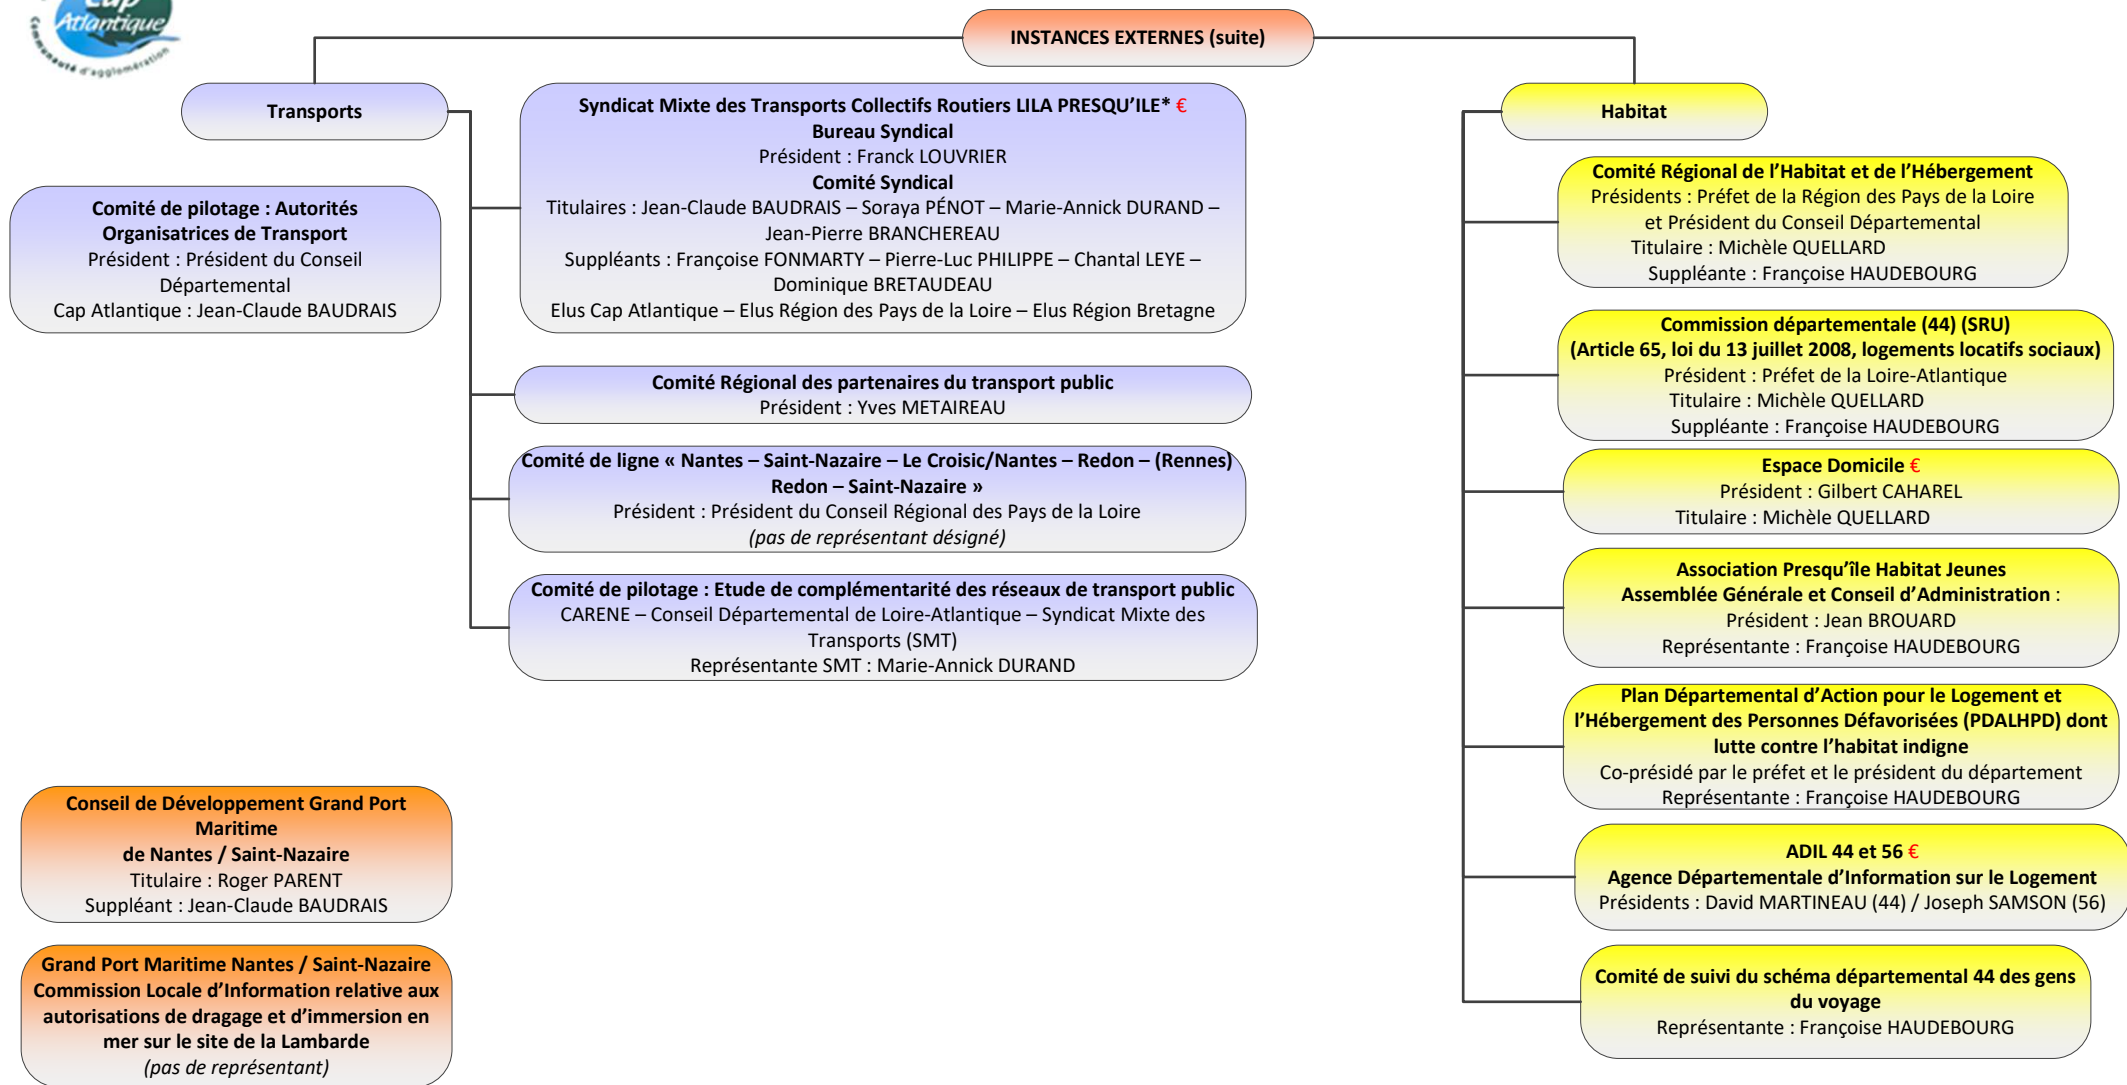 Cap
Atlantique
Communauté d'agglomération
INSTANCES EXTERNES (suite)
Transports
Comité de pilotage : Autorités
Organisatrices de Transport
Président : Président du Conseil
Départemental
Cap Atlantique : Jean-Claude BAUDRAIS
Syndicat Mixte des Transports Collectifs Routiers LILA PRESQU'ILE* €
Bureau Syndical
Président : Franck LOUVRIER
Comité Syndical
Titulaires : Jean-Claude BAUDRAIS – Soraya PÉNOT – Marie-Annick DURAND –
Jean-Pierre BRANCHEREAU
Suppléants : Françoise FONMARTY – Pierre-Luc PHILIPPE – Chantal LEYE –
Dominique BRETAUDEAU
Elus Cap Atlantique – Elus Région des Pays de la Loire – Elus Région Bretagne
Comité Régional des partenaires du transport public
Président : Yves METAIREAU
Comité de ligne « Nantes – Saint-Nazaire – Le Croisic/Nantes – Redon – (Rennes)
Redon – Saint-Nazaire »
Président : Président du Conseil Régional des Pays de la Loire
(pas de représentant désigné)
Comité de pilotage : Etude de complémentarité des réseaux de transport public
CARENE – Conseil Départemental de Loire-Atlantique – Syndicat Mixte des
Transports (SMT)
Représentante SMT : Marie-Annick DURAND
Conseil de Développement Grand Port
Maritime
de Nantes / Saint-Nazaire
Titulaire : Roger PARENT
Suppléant : Jean-Claude BAUDRAIS
Grand Port Maritime Nantes / Saint-Nazaire
Commission Locale d'Information relative aux
autorisations de dragage et d'immersion en
mer sur le site de la Lambarde
(pas de représentant)
Habitat
Comité Régional de l'Habitat et de l'Hébergement
Présidents : Préfet de la Région des Pays de la Loire
et Président du Conseil Départemental
Titulaire : Michèle QUELLARD
Suppléante : Françoise HAUDEBOURG
Commission départementale (44) (SRU)
(Article 65, loi du 13 juillet 2008, logements locatifs sociaux)
Président : Préfet de la Loire-Atlantique
Titulaire : Michèle QUELLARD
Suppléante : Françoise HAUDEBOURG
Espace Domicile €
Président : Gilbert CAHAREL
Titulaire : Michèle QUELLARD
Association Presqu'île Habitat Jeunes
Assemblée Générale et Conseil d'Administration :
Président : Jean BROUARD
Représentante : Françoise HAUDEBOURG
Plan Départemental d'Action pour le Logement et
l'Hébergement des Personnes Défavorisées (PDALHPD) dont
lutte contre l'habitat indigne
Co-présidé par le préfet et le président du département
Représentante : Françoise HAUDEBOURG
ADIL 44 et 56 €
Agence Départementale d'Information sur le Logement
Présidents : David MARTINEAU (44) / Joseph SAMSON (56)
Comité de suivi du schéma départemental 44 des gens
du voyage
Représentante : Françoise HAUDEBOURG